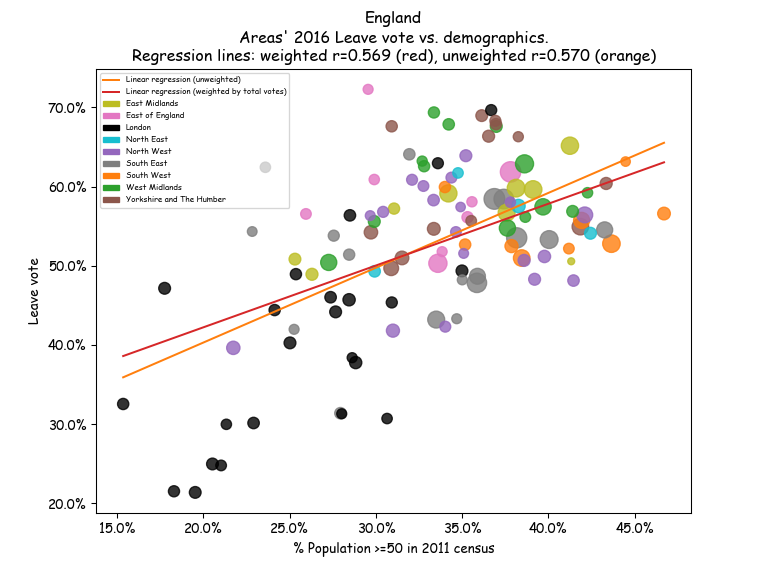 England
Areas' 2016 Leave vote vs. demographics.
Regression lines: weighted r=0.569 (red), unweighted r=0.570 (orange)
Linear regression (unweighted)
Linear regression (weighted by total votes)
East Midlands
East of England
London
North East
North West
South East
South West
West Midlands
Yorkshire and The Humber
70.0%
60.0%
50.0%
40.0%
30.0%
20.0%
Leave vote
15.0% 20.0% 25.0% 30.0% 35.0% 40.0% 45.0%
% Population >=50 in 2011 census